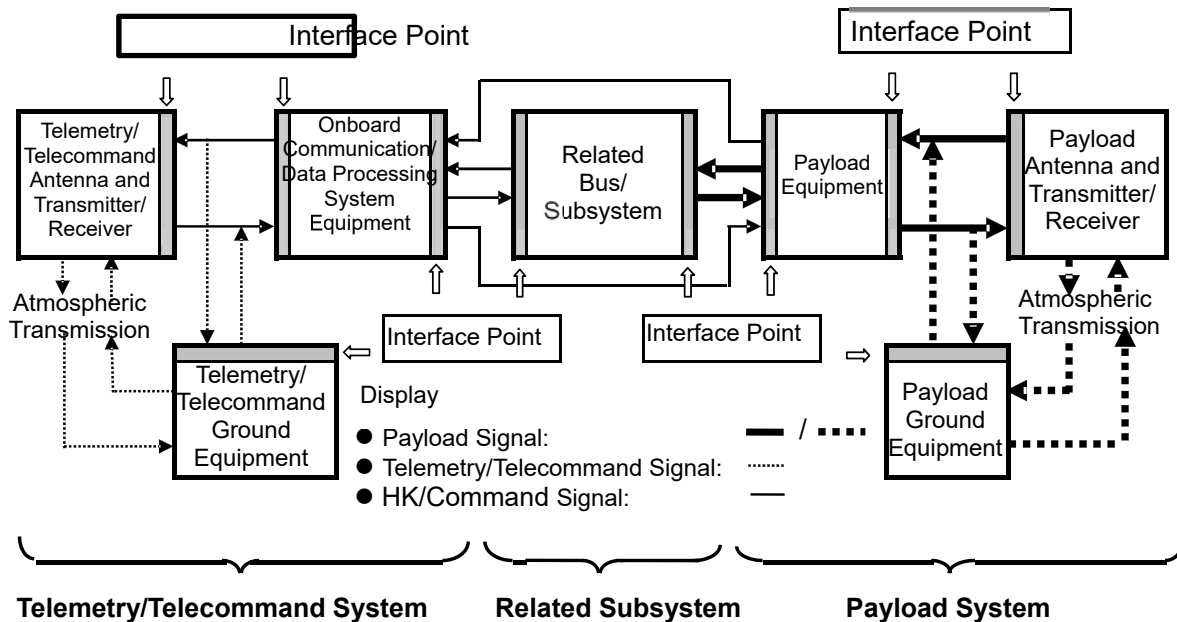 Interface Point
Interface Point
Telemetry/
Telecommand
Antenna and
Transmitter/
Receiver
Onboard
Communication/
Data Processing
System
Equipment
Related
Bus/
Subsystem
Payload
Equipment
Payload
Antenna and
Transmitter/
Receiver
Atmospheric
Transmission
Atmospheric
Transmission
Interface Point
Interface Point
Telemetry/
Telecommand
Ground
Equipment
Display
● Payload Signal: /
● Telemetry/Telecommand Signal:
● HK/Command Signal:
Payload
Ground
Equipment
Telemetry/Telecommand System
Related Subsystem
Payload System